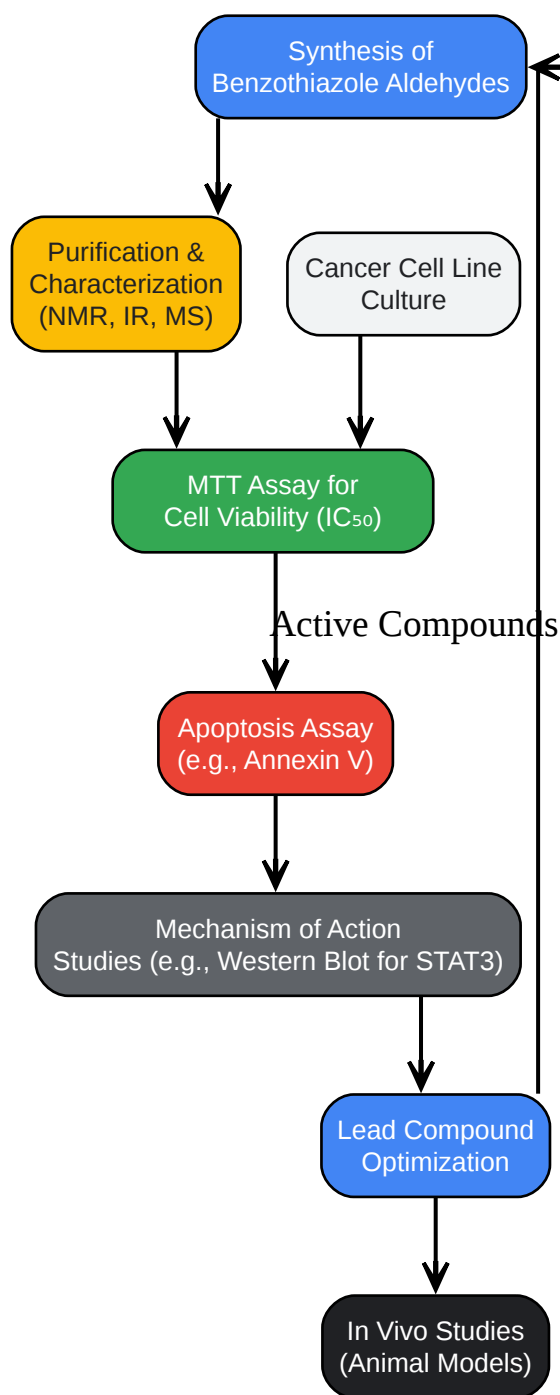 Synthesis of
Benzothiazole Aldehydes
Purification &
Characterization
(NMR, IR, MS)
Cancer Cell Line
Culture
MTT Assay for
Cell Viability (IC₅₀)
Active Compounds
Apoptosis Assay
(e.g., Annexin V)
Mechanism of Action
Studies (e.g., Western Blot for STAT3)
Lead Compound
Optimization
In Vivo Studies
(Animal Models)